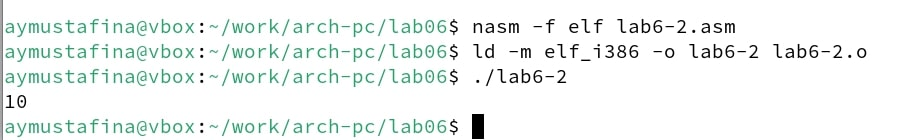 aymustafina@vbox:~/work/arch-pc/lab06$ nasm -f elf lab6-2.asm
aymustafina@vbox:~/work/arch-pc/lab06$ ld -m elf_i386 -o lab6-2 lab6-2.o
aymustafina@vbox:~/work/arch-pc/lab06$ ./lab6-2
10
aymustafina@vbox:~/work/arch-pc/lab06$